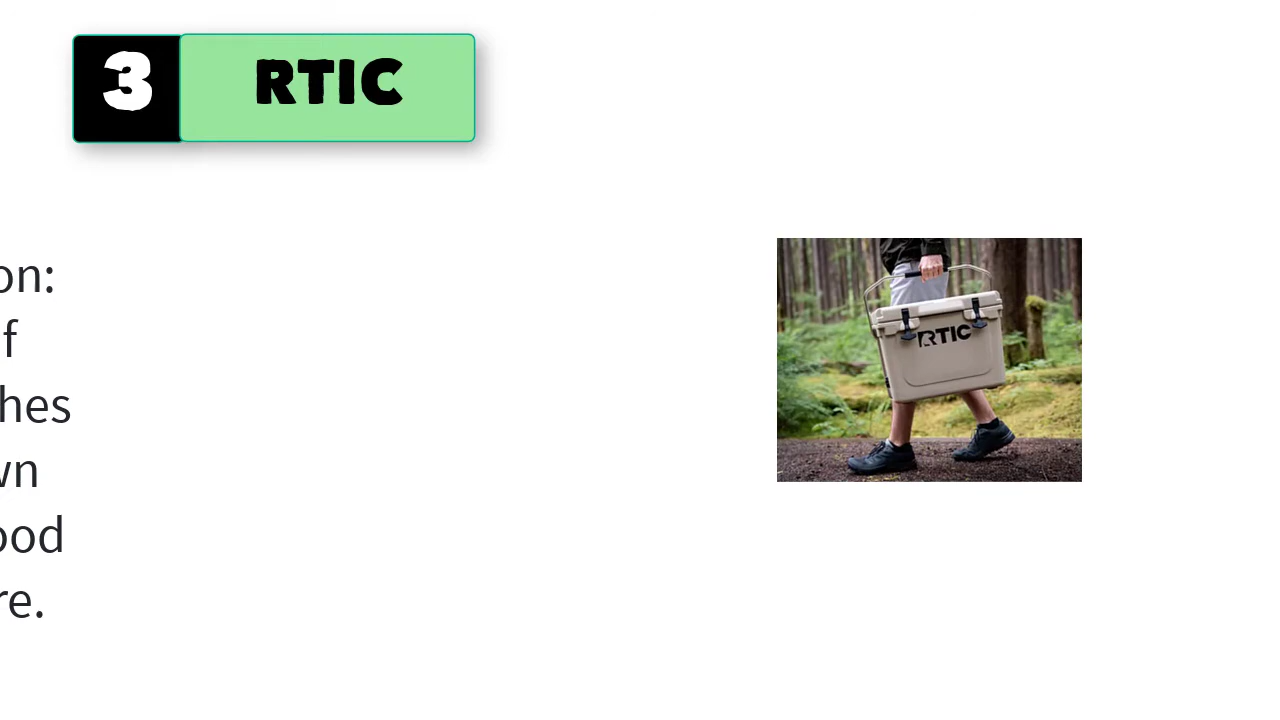 3 RTIC
on:
f
hes
wn
ood
re.
RTIC